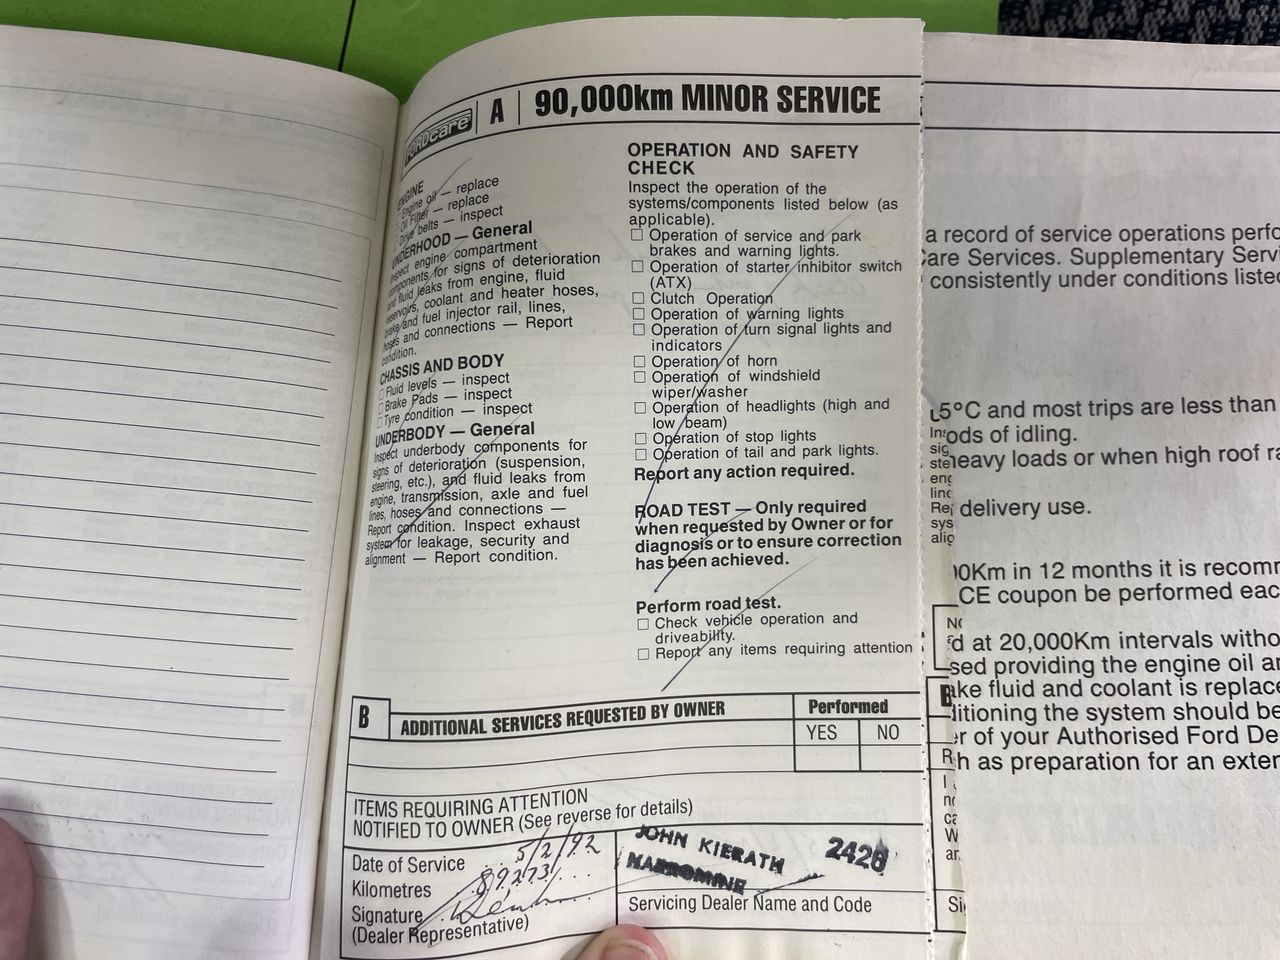 FORDcare A 90,000km MINOR SERVICE
ENGINE
Engine oil — replace
Oil Filter — replace
Drive belts — inspect
UNDERHOOD — General
Inspect engine compartment
components for signs of deterioration
and fluid leaks from engine, fluid
reservoirs, coolant and heater hoses,
brake and fuel injector rail, lines,
hoses and connections — Report
condition.
CHASSIS AND BODY
Fluid levels — inspect
Brake Pads — inspect
Tyre condition — inspect
UNDERBODY — General
Inspect underbody components for
signs of deterioration (suspension,
steering, etc.), and fluid leaks from
engine, transmission, axle and fuel
lines, hoses and connections —
Report condition. Inspect exhaust
system for leakage, security and
alignment — Report condition.
OPERATION AND SAFETY
CHECK
Inspect the operation of the
systems/components listed below (as
applicable).
Operation of service and park
brakes and warning lights.
Operation of starter inhibitor switch
(ATX)
Clutch Operation
Operation of warning lights
Operation of turn signal lights and
indicators
Operation of horn
Operation of windshield
wiper/washer
Operation of headlights (high and
low beam)
Operation of stop lights
Operation of tail and park lights.
Report any action required.
ROAD TEST — Only required
when requested by Owner or for
diagnosis or to ensure correction
has been achieved.
Perform road test.
Check vehicle operation and
driveability.
Report any items requiring attention
B ADDITIONAL SERVICES REQUESTED BY OWNER Performed
YES NO
ITEMS REQUIRING ATTENTION
NOTIFIED TO OWNER (See reverse for details)
Date of Service 5/2/92
Kilometres 89273
Signature
(Dealer Representative)
JOHN KIERATH 2428
NARROMINE
Servicing Dealer Name and Code
a record of service operations perfo
are Services. Supplementary Servi
consistently under conditions listed
5°C and most trips are less than
ods of idling.
heavy loads or when high roof ra
delivery use.
00Km in 12 months it is recomm
CE coupon be performed eac
d at 20,000Km intervals witho
sed providing the engine oil an
ake fluid and coolant is replace
ditioning the system should be
er of your Authorised Ford De
h as preparation for an exten